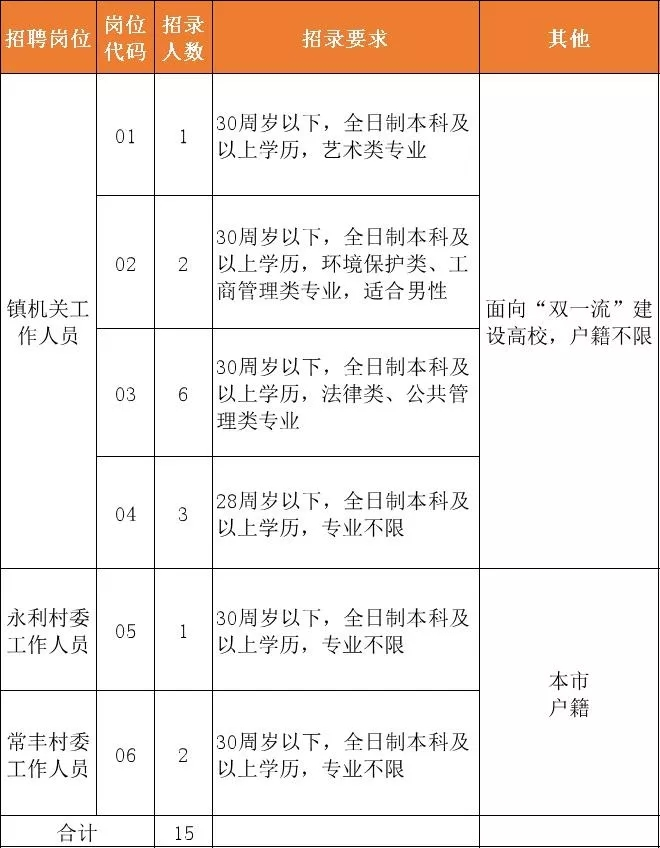 招聘岗位
岗位
代码
招录
人数
招录要求
其他
镇机关工
作人员
01
1
30周岁以下，全日制本科及
以上学历，艺术类专业
02
2
30周岁以下，全日制本科及
以上学历，环境保护类、工
商管理类专业，适合男性
03
6
30周岁以下，全日制本科及
以上学历，法律类、公共管
理类专业
04
3
28周岁以下，全日制本科及
以上学历，专业不限
面向“双一流”建
设高校，户籍不限
永利村委
工作人员
05
1
30周岁以下，全日制本科及
以上学历，专业不限
本市
户籍
常丰村委
工作人员
06
2
30周岁以下，全日制本科及
以上学历，专业不限
合计
15